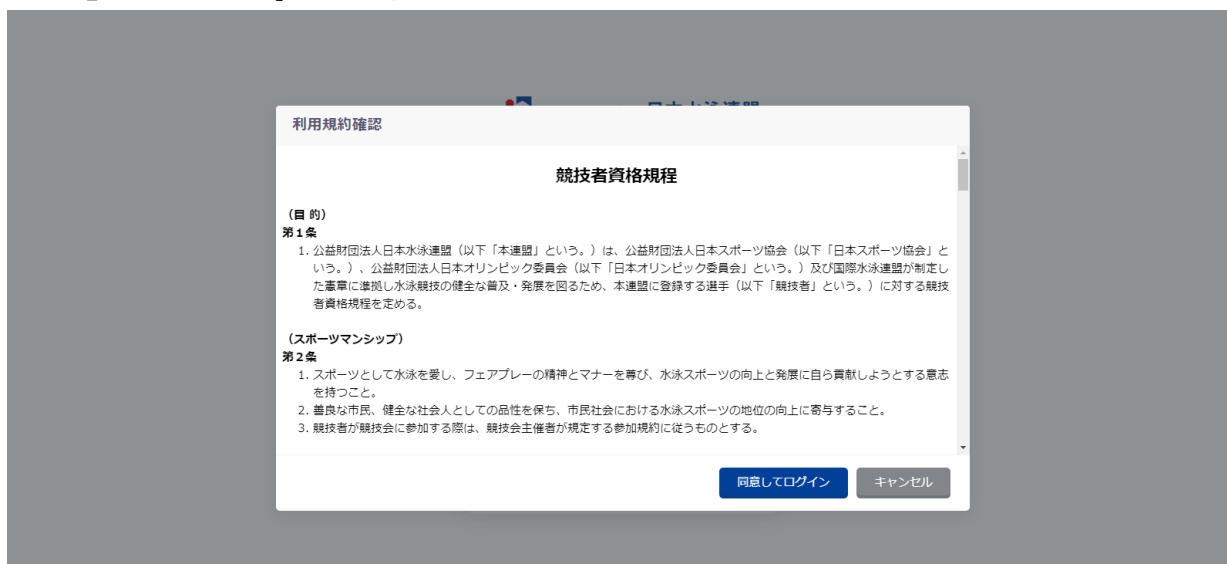 利用規約確認
競技者資格規程
（目 的）
第１条
1. 公益財団法人日本水泳連盟（以下「本連盟」という。）は、公益財団法人日本スポーツ協会（以下「日本スポーツ協会」と
いう。）、公益財団法人日本オリンピック委員会（以下「日本オリンピック委員会」という。）及び国際水泳連盟が制定し
た憲章に準拠し水泳競技の健全な普及・発展を図るため、本連盟に登録する選手（以下「競技者」という。）に対する競技
者資格規程を定める。
（スポーツマンシップ）
第２条
1. スポーツとして水泳を愛し、フェアプレーの精神とマナーを尊び、水泳スポーツの向上と発展に自ら貢献しようとする意志
を持つこと。
2. 善良な市民、健全な社会人としての品性を保ち、市民社会における水泳スポーツの地位の向上に寄与すること。
3. 競技者が競技会に参加する際は、競技会主催者が規定する参加規約に従うものとする。
同意してログイン
キャンセル